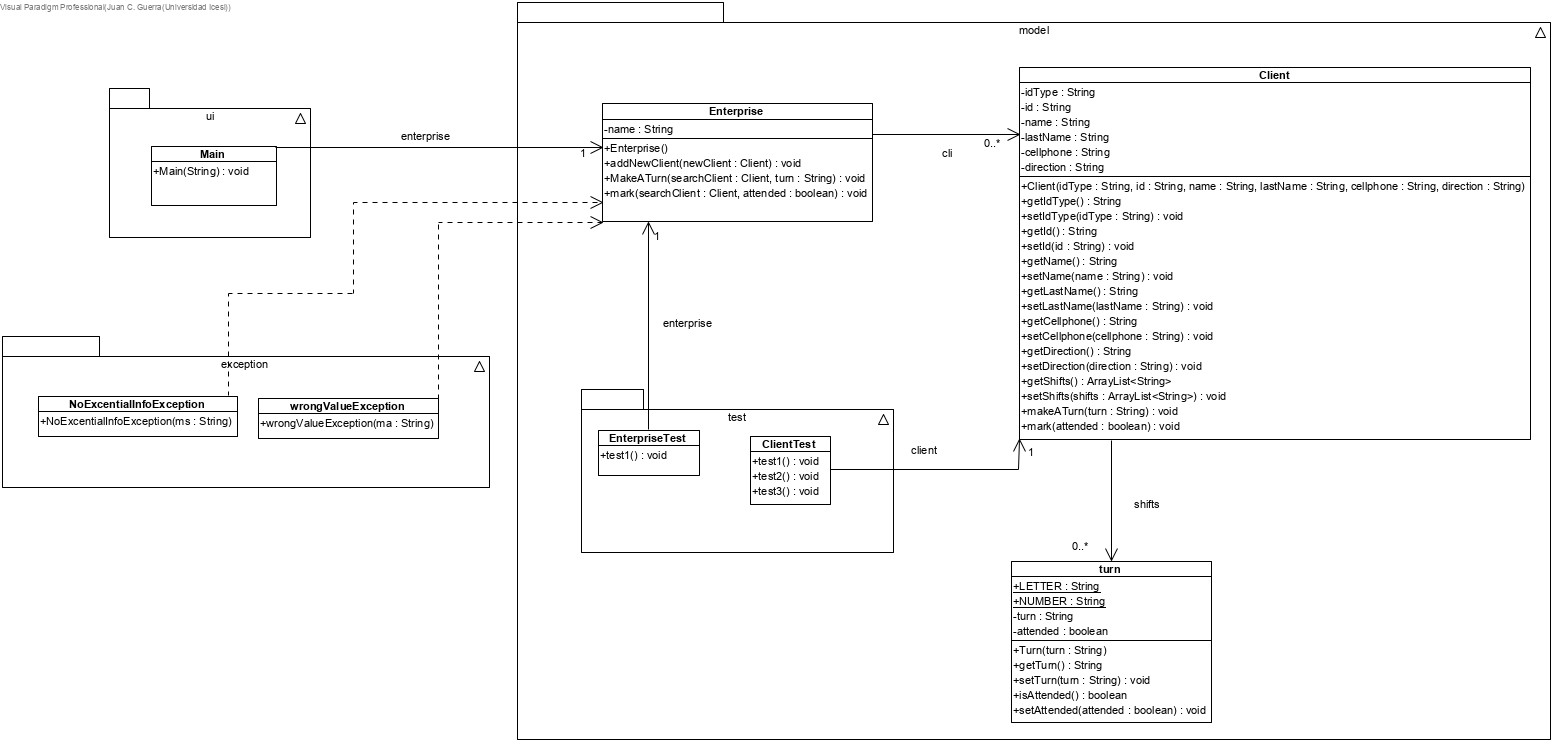 Visual Paradigm Professional(Juan C. Guerra(Universidad Icesi))
model
ui
Main
+Main(String) : void
enterprise
1
Enterprise
-name : String
+Enterprise()
+addNewClient(newClient : Client) : void
+MakeATurn(searchClient : Client, turn : String) : void
+mark(searchClient : Client, attended : boolean) : void
0..*
cli
Client
-idType : String
-id : String
-name : String
-lastName : String
-cellphone : String
-direction : String
+Client(idType : String, id : String, name : String, lastName : String, cellphone : String, direction : String)
+getIdType() : String
+setIdType(idType : String) : void
+getId() : String
+setId(id : String) : void
+getName() : String
+setName(name : String) : void
+getLastName() : String
+setLastName(lastName : String) : void
+getCellphone() : String
+setCellphone(cellphone : String) : void
+getDirection() : String
+setDirection(direction : String) : void
+getShifts() : ArrayList<String>
+setShifts(shifts : ArrayList<String>) : void
+makeATurn(turn : String) : void
+mark(attended : boolean) : void
1
enterprise
exception
NoExcentialInfoException
+NoExcentialInfoException(ms : String)
wrongValueException
+wrongValueException(ma : String)
test
EnterpriseTest
+test1() : void
ClientTest
+test1() : void
+test2() : void
+test3() : void
client
1
shifts
0..*
turn
+LETTER : String
+NUMBER : String
-turn : String
-attended : boolean
+Turn(turn : String)
+getTurn() : String
+setTurn(turn : String) : void
+isAttended() : boolean
+setAttended(attended : boolean) : void